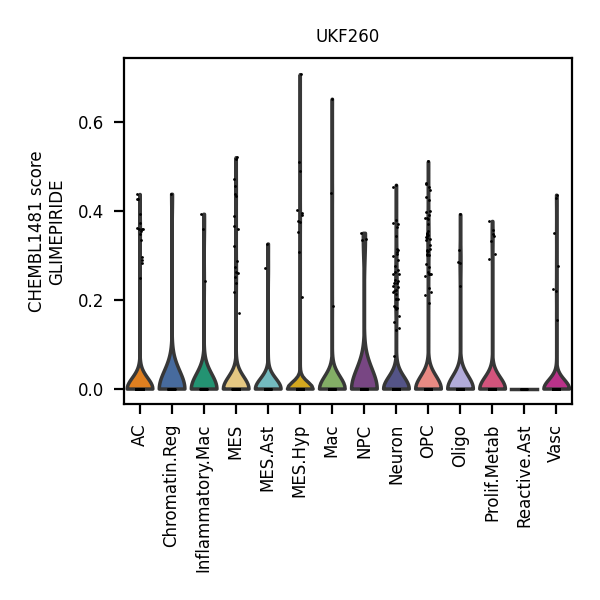 UKF260
CHEMBL1481 score
GLIMEPIRIDE
0.6
0.4
0.2
0.0
AC
Chromatin.Reg
Inflammatory.Mac
MES
MES.Ast
MES.Hyp
Mac
NPC
Neuron
OPC
Oligo
Prolif.Metab
Reactive.Ast
Vasc